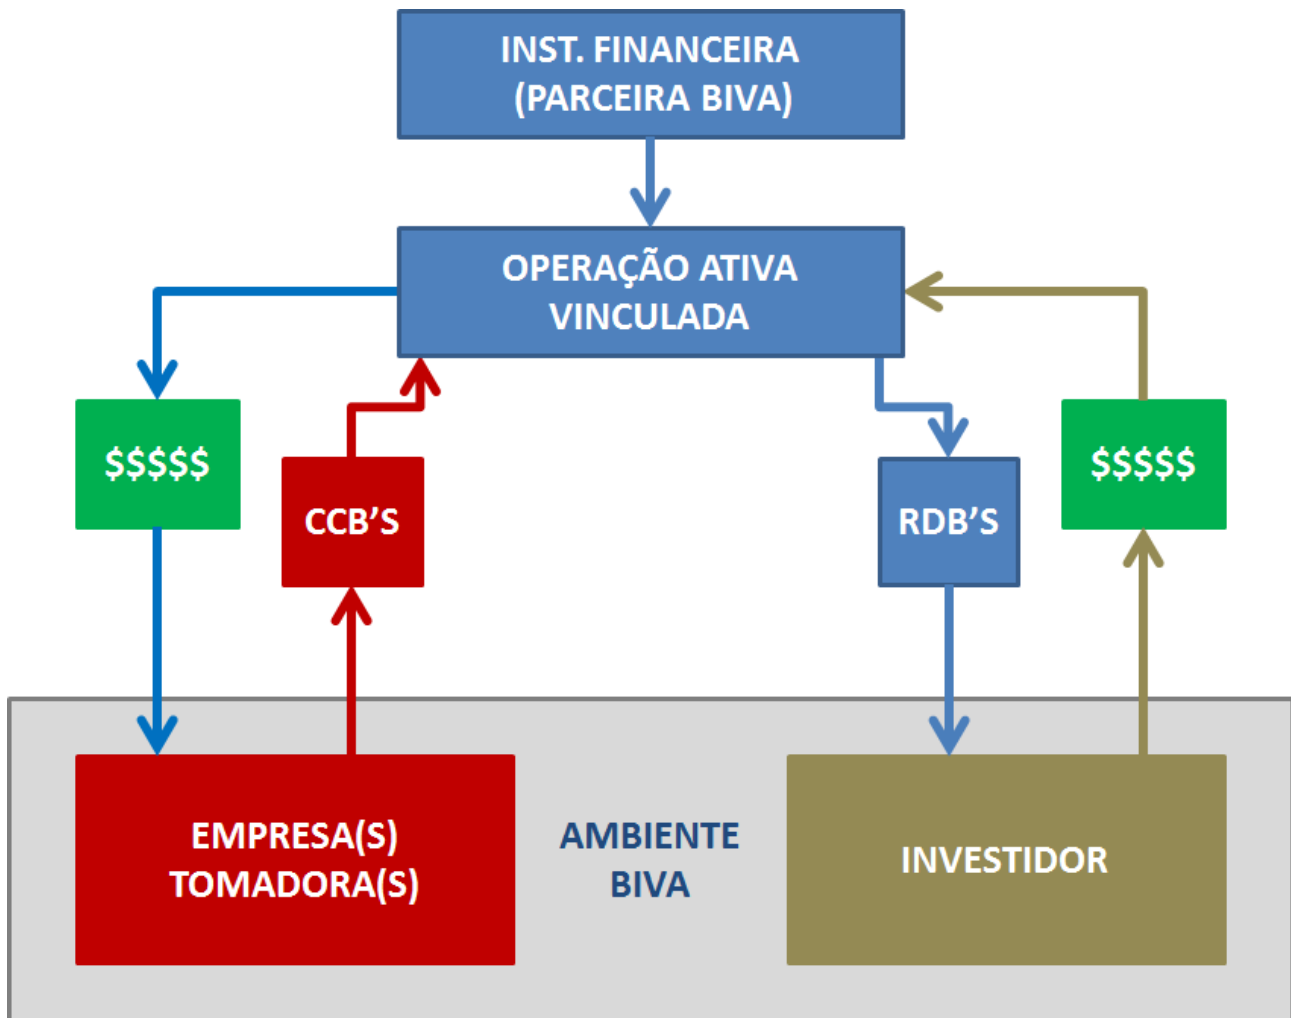 INST. FINANCEIRA
(PARCEIRA BIVA)
OPERAÇÃO ATIVA
VINCULADA
$$$$$
CCB’S
RDB’S
$$$$$
EMPRESA(S)
TOMADORA(S)
AMBIENTE
BIVA
INVESTIDOR